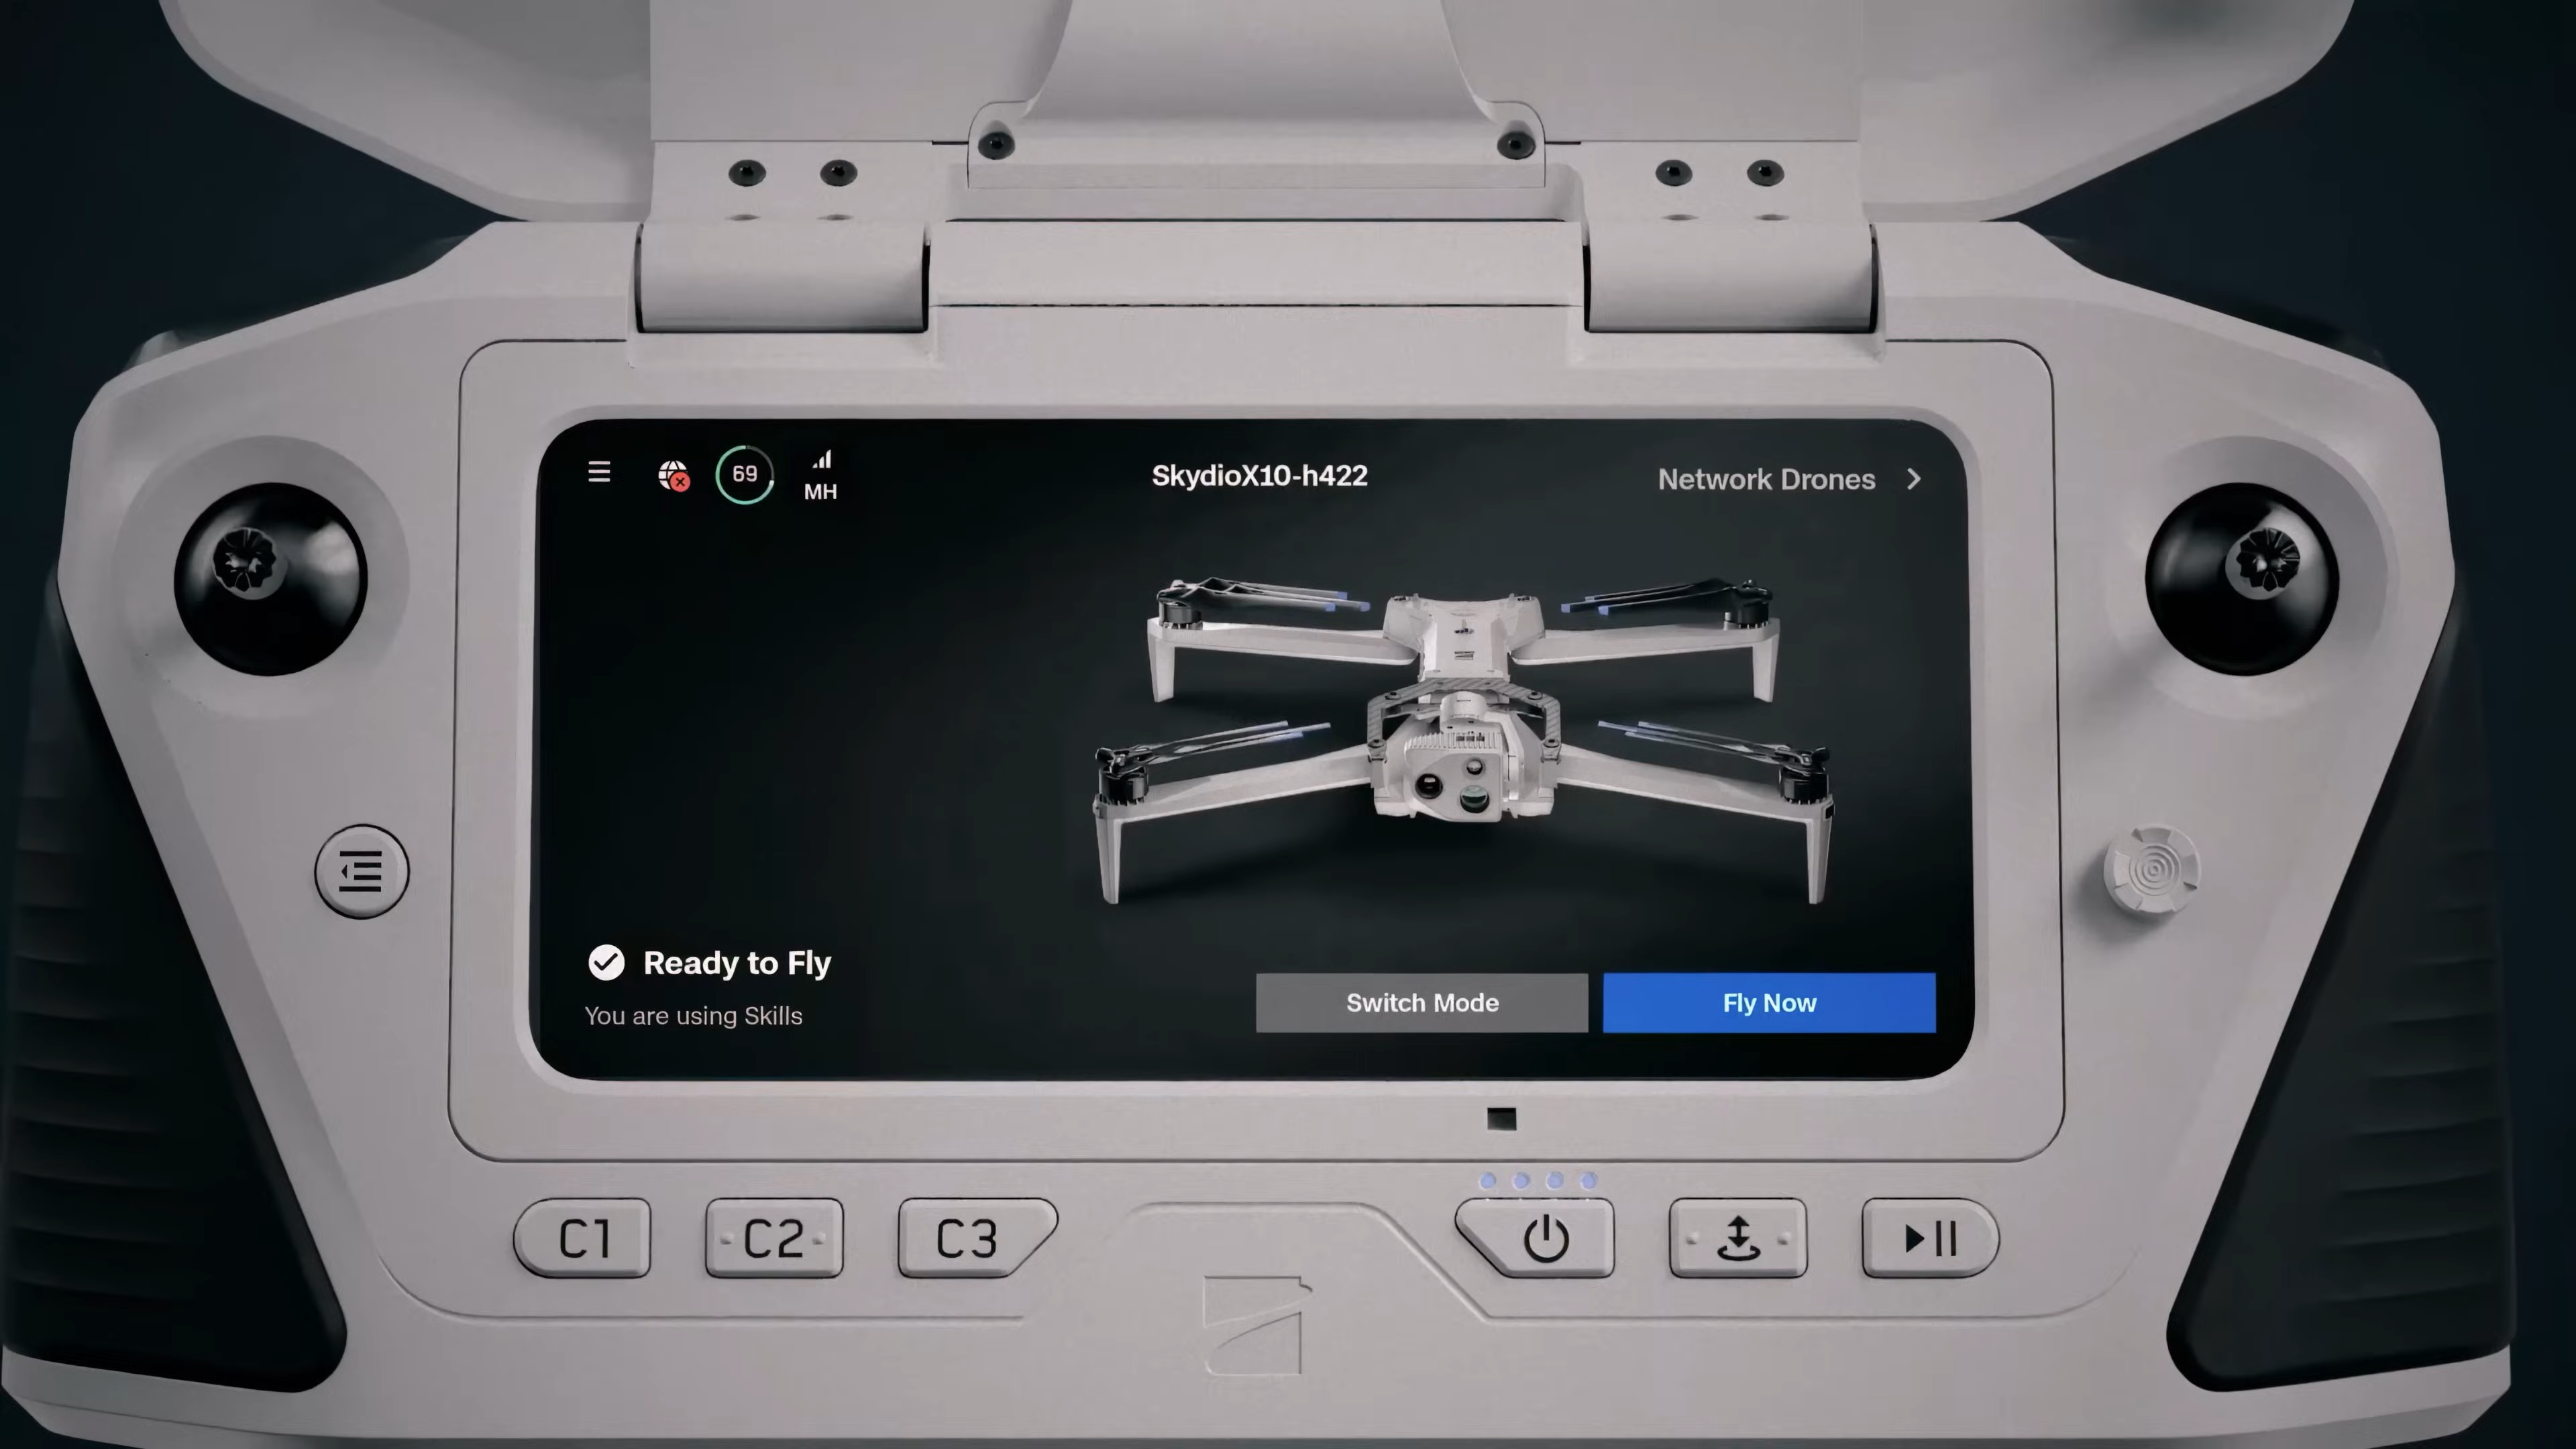 69
MH
SkydioX10-h422
Network Drones
Ready to Fly
You are using Skills
Switch Mode
Fly Now
C1
C2
C3